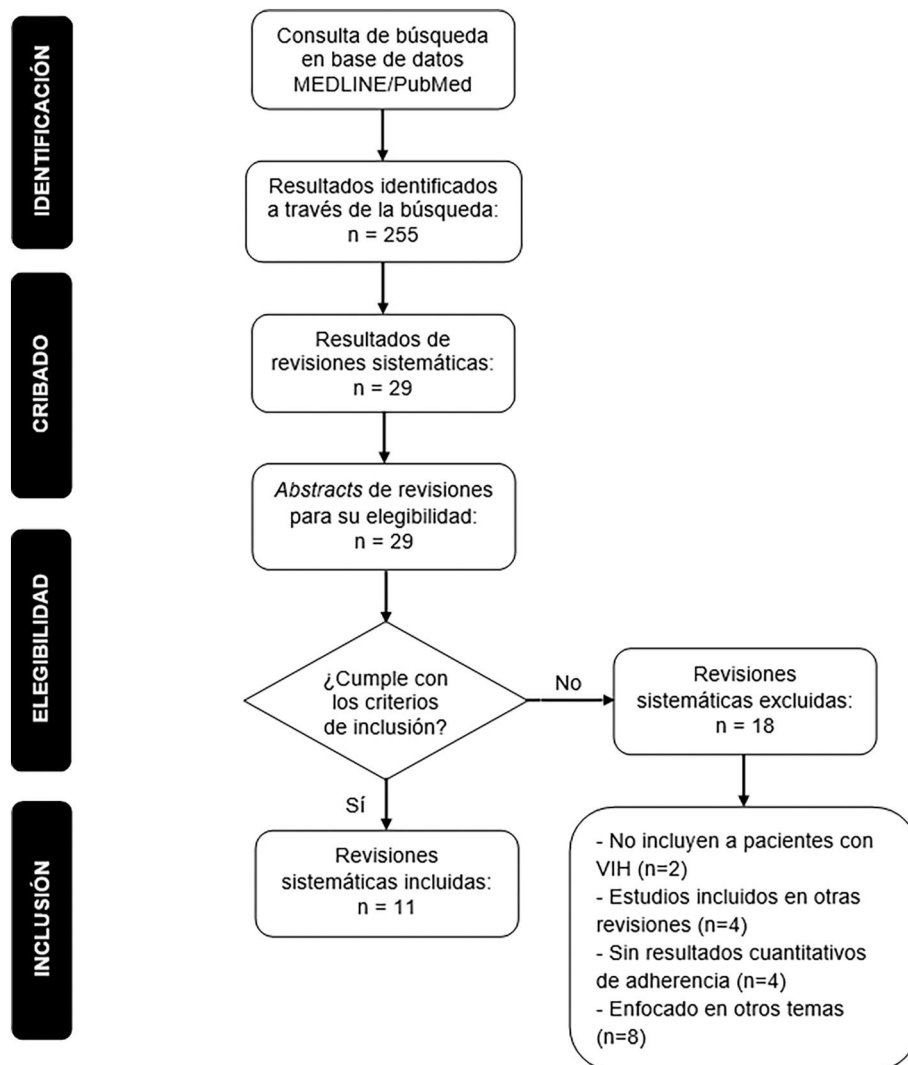 IDENTIFICACIÓN
Consulta de búsqueda
en base de datos
MEDLINE/PubMed
Resultados identificados
a través de la búsqueda:
n = 255
CRIBADO
Resultados de
revisiones sistemáticas:
n = 29
Abstracts de revisiones
para su elegibilidad:
n = 29
ELEGIBILIDAD
¿Cumple con
los criterios
de inclusión?
No
Revisiones
sistemáticas excluidas:
n = 18
Sí
INCLUSIÓN
Revisiones
sistemáticas incluidas:
n = 11
- No incluyen a pacientes con
VIH (n=2)
- Estudios incluidos en otras
revisiones (n=4)
- Sin resultados cuantitativos
de adherencia (n=4)
- Enfocado en otros temas
(n=8)